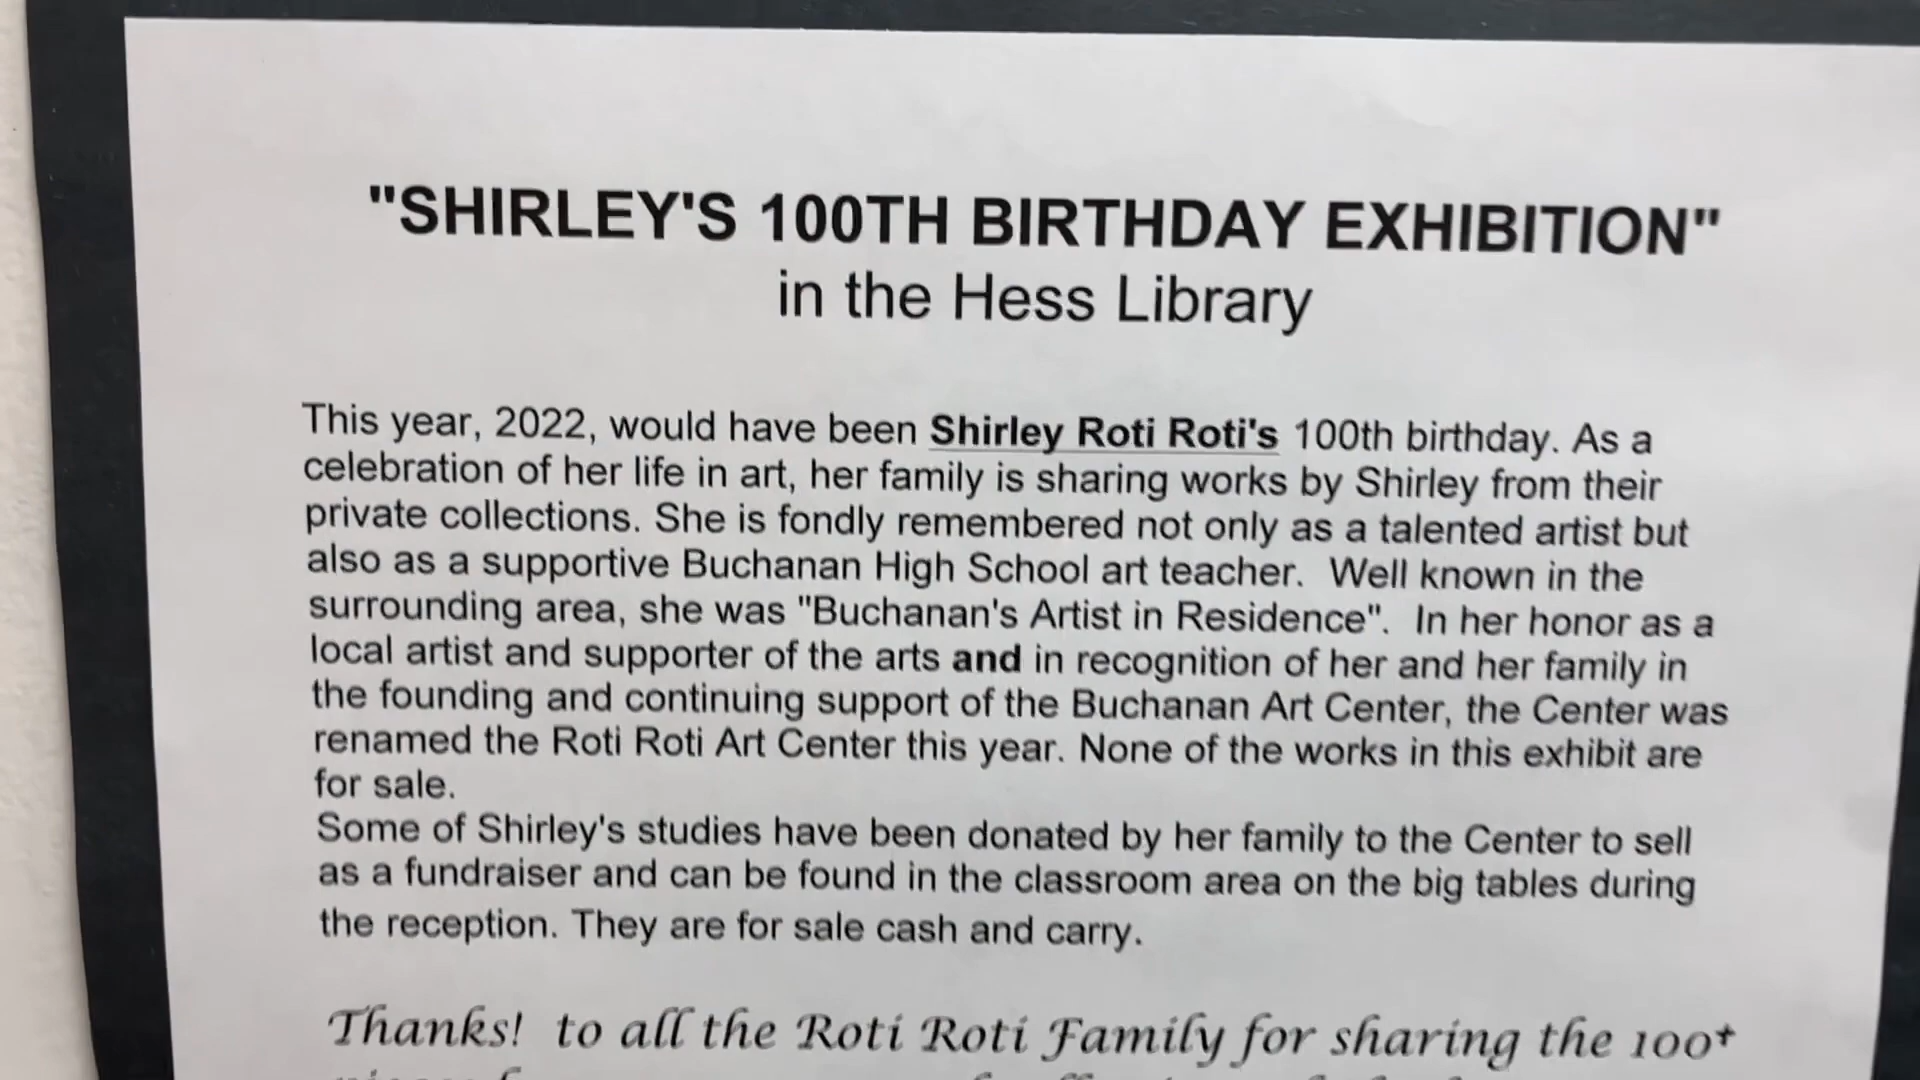 "SHIRLEY'S 100TH BIRTHDAY EXHIBITION"
in the Hess Library
This year, 2022, would have been Shirley Roti Roti's 100th birthday. As a
celebration of her life in art, her family is sharing works by Shirley from their
private collections. She is fondly remembered not only as a talented artist but
also as a supportive Buchanan High School art teacher.  Well known in the
surrounding area, she was "Buchanan's Artist in Residence".  In her honor as a
local artist and supporter of the arts and in recognition of her and her family in
the founding and continuing support of the Buchanan Art Center, the Center was
renamed the Roti Roti Art Center this year. None of the works in this exhibit are
for sale.
Some of Shirley's studies have been donated by her family to the Center to sell
as a fundraiser and can be found in the classroom area on the big tables during
the reception. They are for sale cash and carry.
Thanks!  to all the Roti Roti Family for sharing the 100+